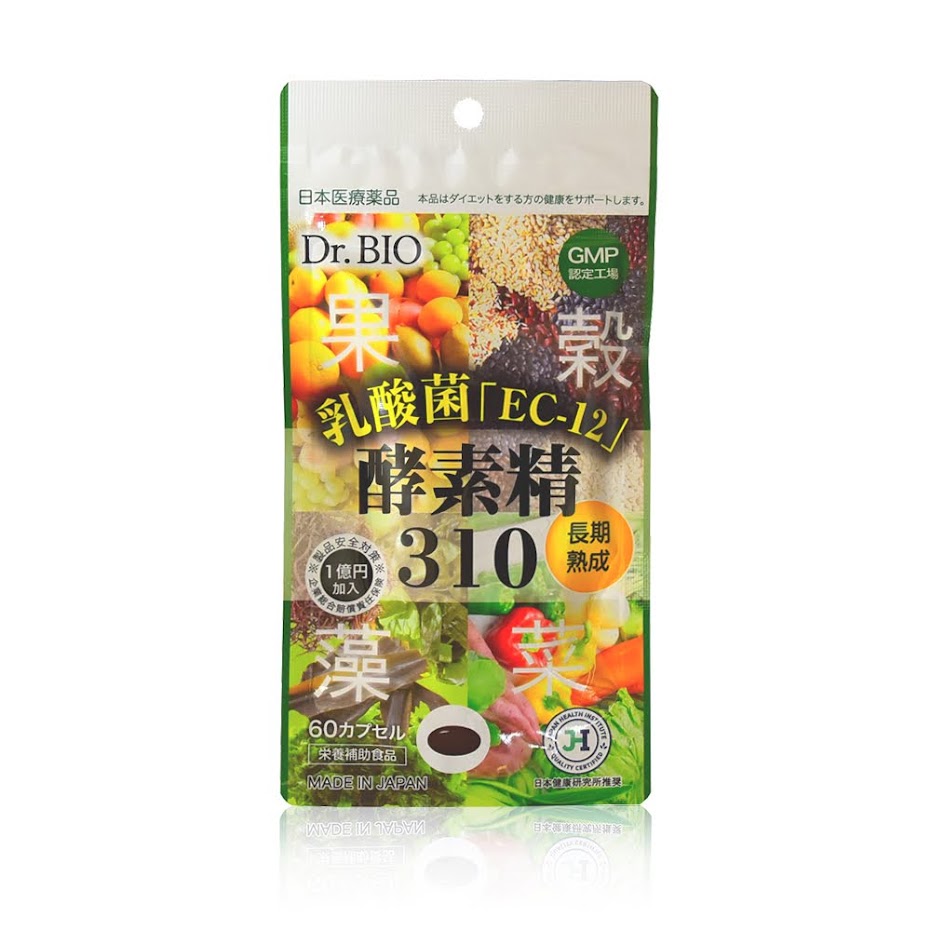 日本医療薬品 本品はダイエットをする方の健康をサポートします。
Dr. BIO
GMP
認定工場
果
穀
乳酸菌「EC-12」
酵素精
310
長期
熟成
※製品安全対策※
1億円
加入
企業総合賠償責任保険
藻
菜
60カプセル
栄養補助食品
MADE IN JAPAN
JAPAN HEALTH INSTITUTE
JHI
QUALITY CERTIFIED
日本健康研究所推奨